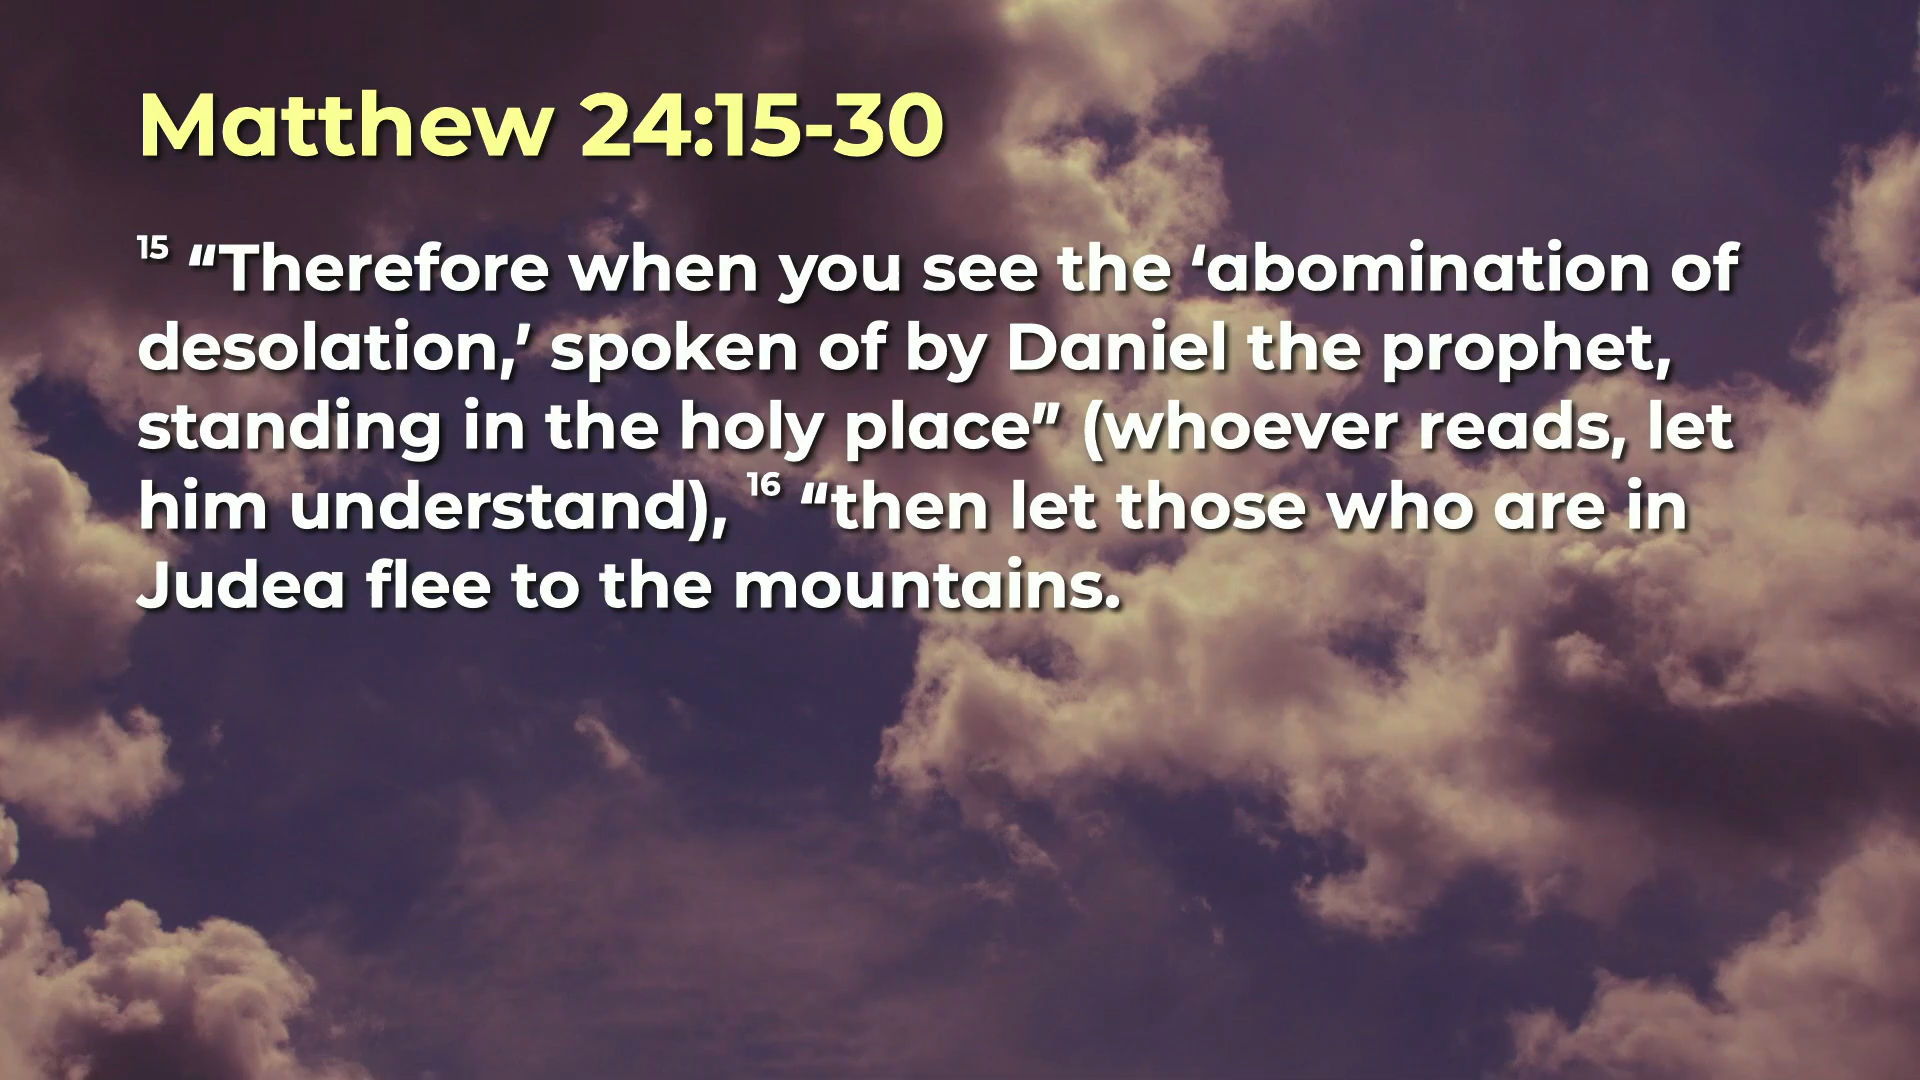 Matthew 24:15-30
15 “Therefore when you see the ‘abomination of
desolation,’ spoken of by Daniel the prophet,
standing in the holy place” (whoever reads, let
him understand), 16 “then let those who are in
Judea flee to the mountains.